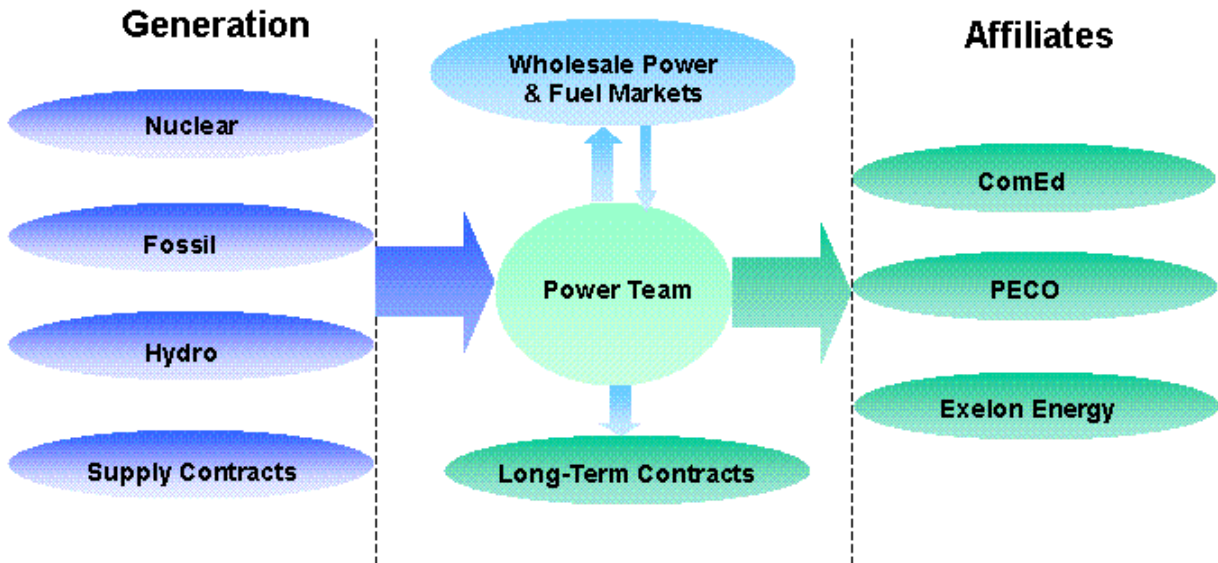 Generation
Nuclear
Fossil
Hydro
Supply Contracts
Wholesale Power
& Fuel Markets
Power Team
Long-Term Contracts
Affiliates
ComEd
PECO
Exelon Energy